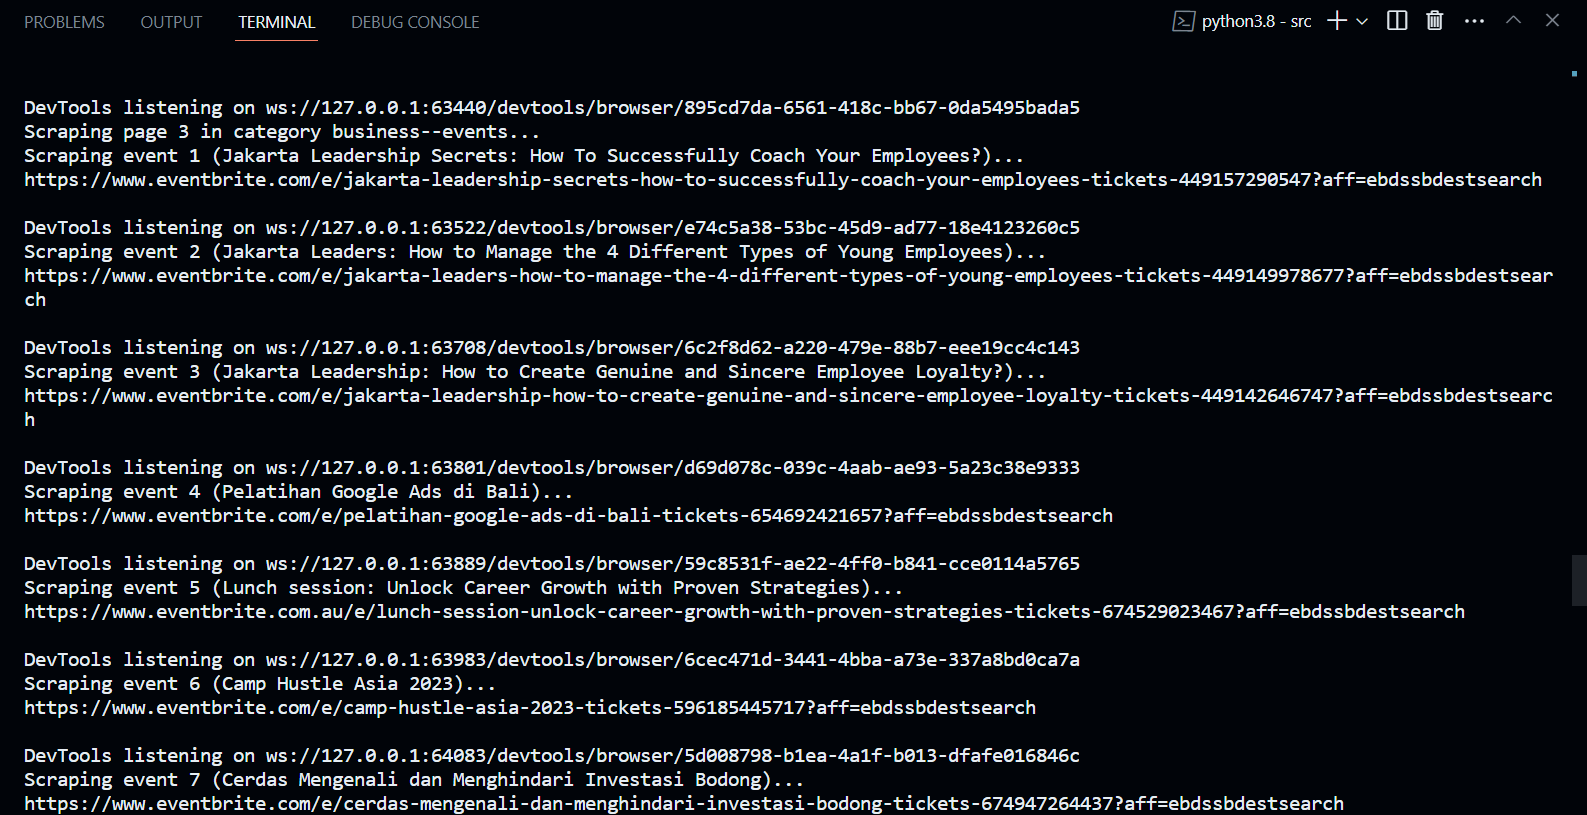 PROBLEMS OUTPUT TERMINAL DEBUG CONSOLE python3.8 - src
DevTools listening on ws://127.0.0.1:63440/devtools/browser/895cd7da-6561-418c-bb67-0da5495bada5
Scraping page 3 in category business--events...
Scraping event 1 (Jakarta Leadership Secrets: How To Successfully Coach Your Employees?)...
https://www.eventbrite.com/e/jakarta-leadership-secrets-how-to-successfully-coach-your-employees-tickets-449157290547?aff=ebdssbdestsearch
DevTools listening on ws://127.0.0.1:63522/devtools/browser/e74c5a38-53bc-45d9-ad77-18e4123260c5
Scraping event 2 (Jakarta Leaders: How to Manage the 4 Different Types of Young Employees)...
https://www.eventbrite.com/e/jakarta-leaders-how-to-manage-the-4-different-types-of-young-employees-tickets-449149978677?aff=ebdssbdestsear
ch
DevTools listening on ws://127.0.0.1:63708/devtools/browser/6c2f8d62-a220-479e-88b7-eee19cc4c143
Scraping event 3 (Jakarta Leadership: How to Create Genuine and Sincere Employee Loyalty?)...
https://www.eventbrite.com/e/jakarta-leadership-how-to-create-genuine-and-sincere-employee-loyalty-tickets-449142646747?aff=ebdssbdestsearc
h
DevTools listening on ws://127.0.0.1:63801/devtools/browser/d69d078c-039c-4aab-ae93-5a23c38e9333
Scraping event 4 (Pelatihan Google Ads di Bali)...
https://www.eventbrite.com/e/pelatihan-google-ads-di-bali-tickets-654692421657?aff=ebdssbdestsearch
DevTools listening on ws://127.0.0.1:63889/devtools/browser/59c8531f-ae22-4ff0-b841-cce0114a5765
Scraping event 5 (Lunch session: Unlock Career Growth with Proven Strategies)...
https://www.eventbrite.com.au/e/lunch-session-unlock-career-growth-with-proven-strategies-tickets-674529023467?aff=ebdssbdestsearch
DevTools listening on ws://127.0.0.1:63983/devtools/browser/6cec471d-3441-4bba-a73e-337a8bd0ca7a
Scraping event 6 (Camp Hustle Asia 2023)...
https://www.eventbrite.com/e/camp-hustle-asia-2023-tickets-596185445717?aff=ebdssbdestsearch
DevTools listening on ws://127.0.0.1:64083/devtools/browser/5d008798-b1ea-4a1f-b013-dfafe016846c
Scraping event 7 (Cerdas Mengenali dan Menghindari Investasi Bodong)...
https://www.eventbrite.com/e/cerdas-mengenali-dan-menghindari-investasi-bodong-tickets-674947264437?aff=ebdssbdestsearch